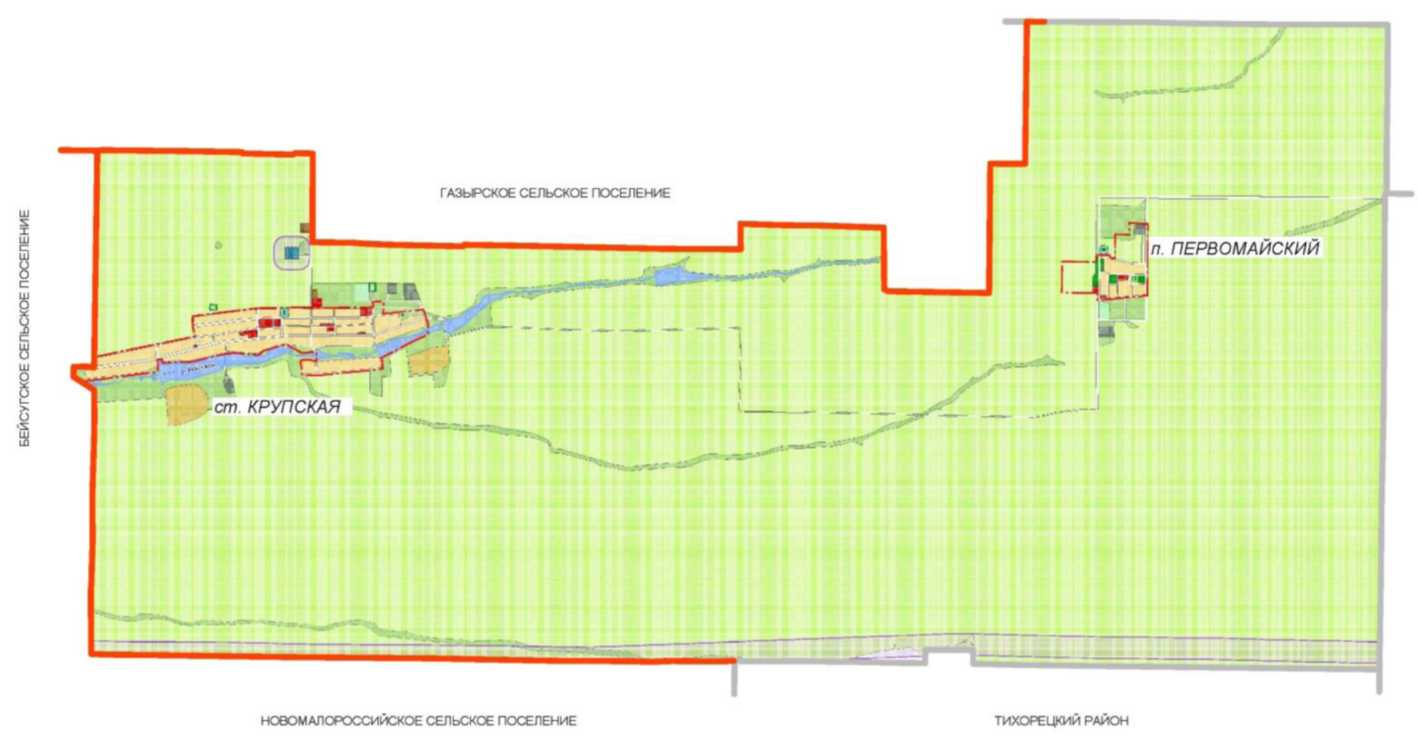 ГАЗЫРСКОЕ СЕЛЬСКОЕ ПОСЕЛЕНИЕ
БЕЙСУГСКОЕ СЕЛЬСКОЕ ПОСЕЛЕНИЕ
п. ПЕРВОМАЙСКИЙ
ст. КРУПСКАЯ
НОВОМАЛОРОССИЙСКОЕ СЕЛЬСКОЕ ПОСЕЛЕНИЕ
ТИХОРЕЦКИЙ РАЙОН